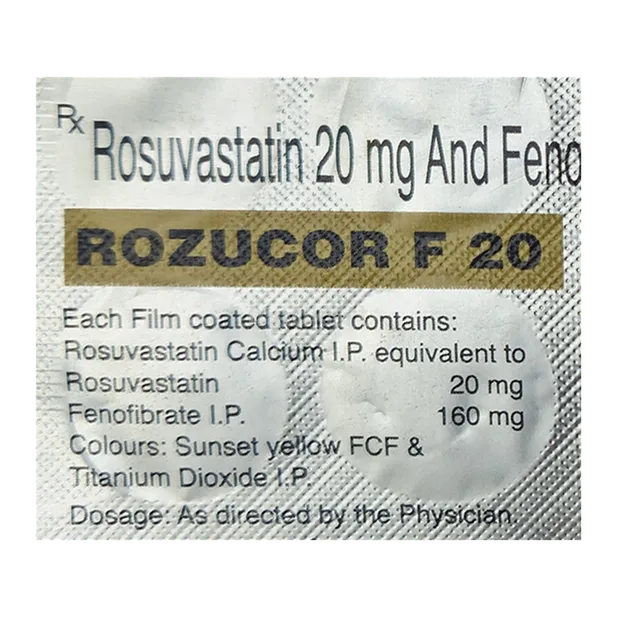 Rx Rosuvastatin 20 mg And Feno
ROZUCOR F 20
Each Film coated tablet contains:
Rosuvastatin Calcium I.P. equivalent to
Rosuvastatin 20 mg
Fenofibrate I.P. 160 mg
Colours: Sunset yellow FCF &
Titanium Dioxide I.P.
Dosage: As directed by the Physician.